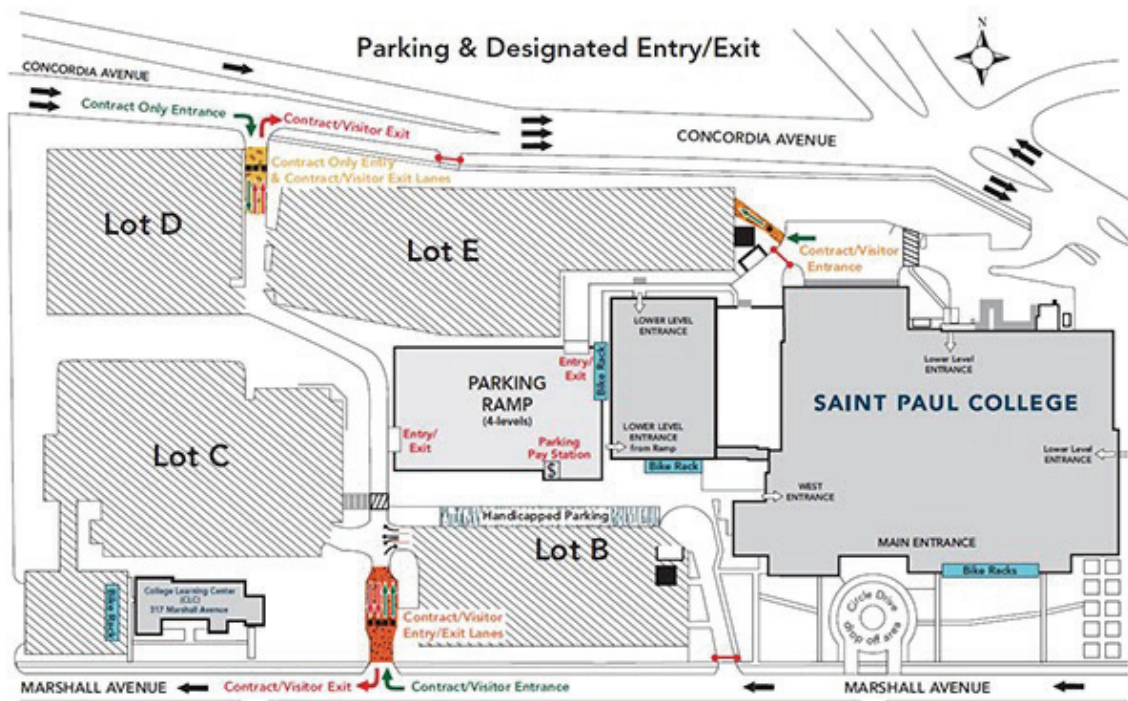 N
Parking & Designated Entry/Exit
CONCORDIA AVENUE
Contract Only Entrance
Contract/Visitor Exit
CONCORDIA AVENUE
Contract Only Entry
& Contract/Visitor Exit Lanes
Lot D
Lot E
Contract/Visitor
Entrance
LOWER LEVEL
ENTRANCE
Lower Level
ENTRANCE
Entry/
Exit
Bike Rack
PARKING
RAMP
(4-levels)
SAINT PAUL COLLEGE
Entry/
Exit
Parking
Pay Station
$
LOWER LEVEL
ENTRANCE
from Ramp
Bike Rack
Lower Level
ENTRANCE
Lot C
WEST
ENTRANCE
Handicapped Parking
Lot B
MAIN ENTRANCE
Bike Racks
College Learning Center
(CLC)
317 Marshall Avenue
Bike Rack
Circle Drive
drop off area
Contract/Visitor
Entry/Exit Lanes
MARSHALL AVENUE
Contract/Visitor Exit
Contract/Visitor Entrance
MARSHALL AVENUE